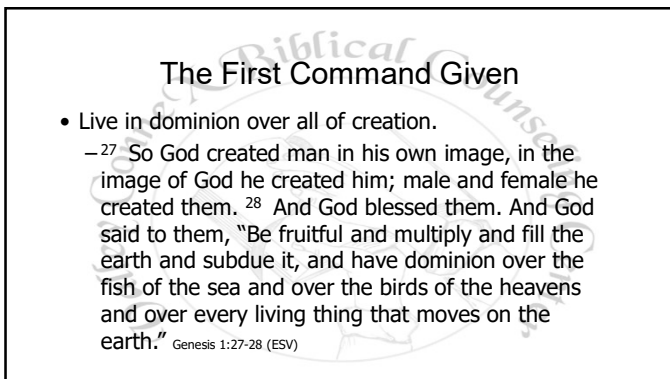 The First Command Given
• Live in dominion over all of creation.
– 27 So God created man in his own image, in the
image of God he created him; male and female he
created them. 28 And God blessed them. And God
said to them, “Be fruitful and multiply and fill the
earth and subdue it, and have dominion over the
fish of the sea and over the birds of the heavens
and over every living thing that moves on the
earth.” Genesis 1:27-28 (ESV)
Biblical Counseling Center